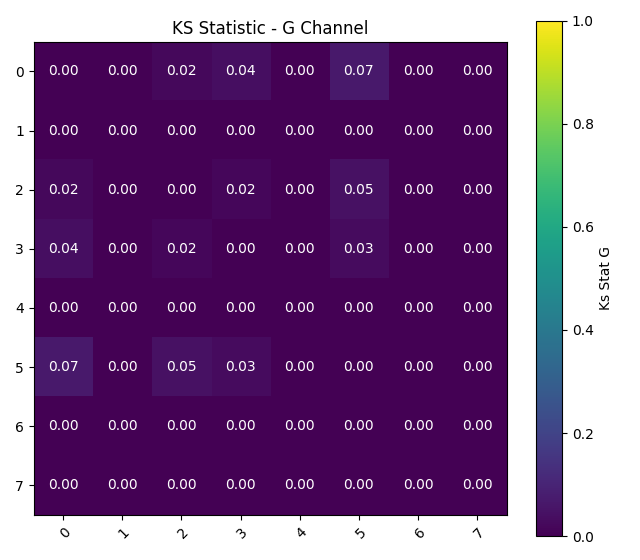 KS Statistic - G Channel
0 0.00 0.00 0.02 0.04 0.00 0.07 0.00 0.00
1 0.00 0.00 0.00 0.00 0.00 0.00 0.00 0.00
2 0.02 0.00 0.00 0.02 0.00 0.05 0.00 0.00
3 0.04 0.00 0.02 0.00 0.00 0.03 0.00 0.00
4 0.00 0.00 0.00 0.00 0.00 0.00 0.00 0.00
5 0.07 0.00 0.05 0.03 0.00 0.00 0.00 0.00
6 0.00 0.00 0.00 0.00 0.00 0.00 0.00 0.00
7 0.00 0.00 0.00 0.00 0.00 0.00 0.00 0.00
0 1 2 3 4 5 6 7
1.0
0.8
0.6
0.4
0.2
0.0
Ks Stat G